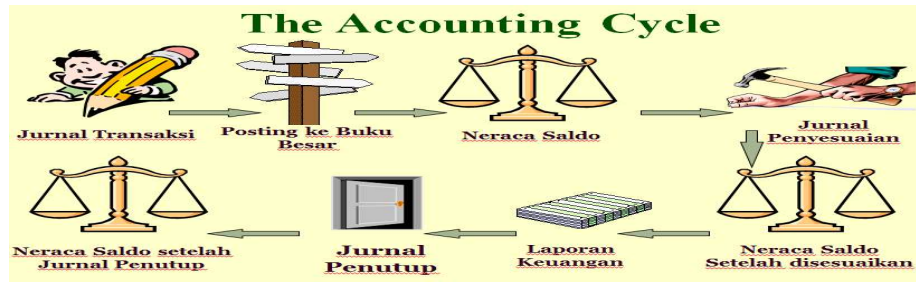 The Accounting Cycle
Jurnal Transaksi
Posting ke Buku
Besar
Neraca Saldo
Jurnal
Penyesuaian
Neraca Saldo
Setelah disesuaikan
Laporan
Keuangan
Jurnal
Penutup
Neraca Saldo setelah
Jurnal Penutup